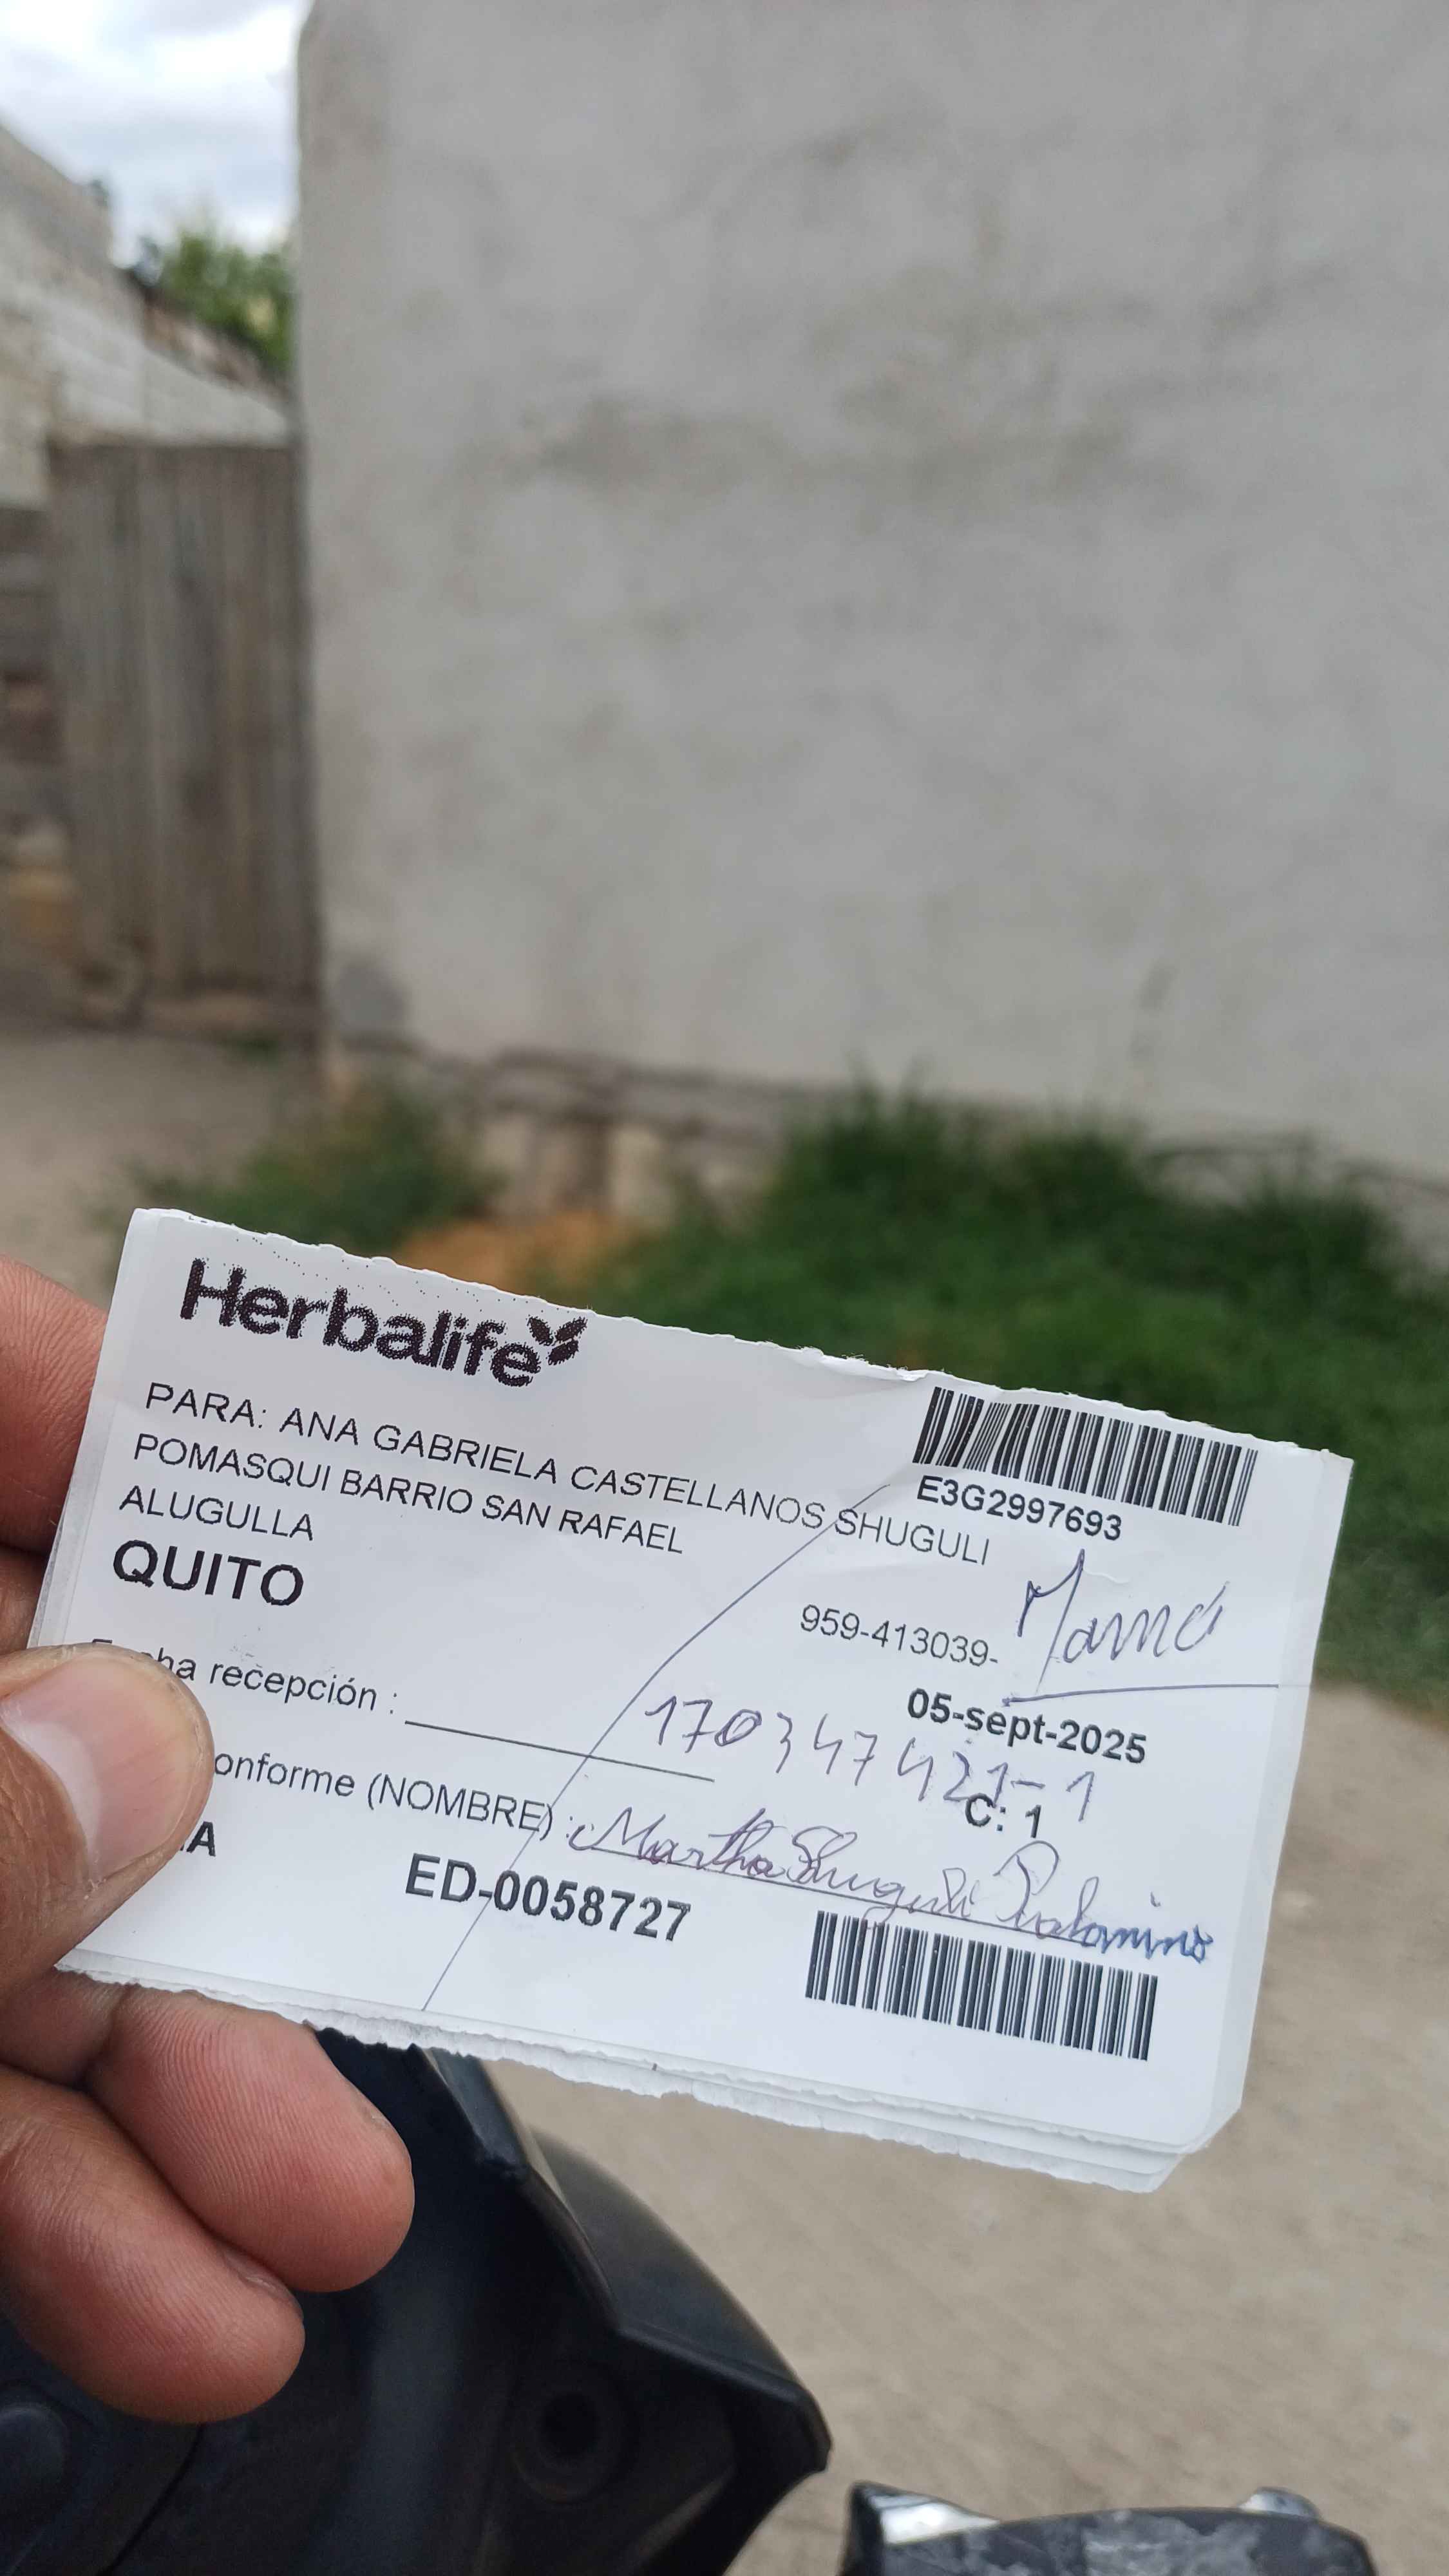 Herbalife
PARA: ANA GABRIELA CASTELLANOS SHUGULI
POMASQUI BARRIO SAN RAFAEL
ALUGULLA
QUITO
E3G2997693
959-413039-
Mamá
05-sept-2025
recepción :
170347421-1
C: 1
onforme (NOMBRE) : Martha Shuguli Palomino
ED-0058727